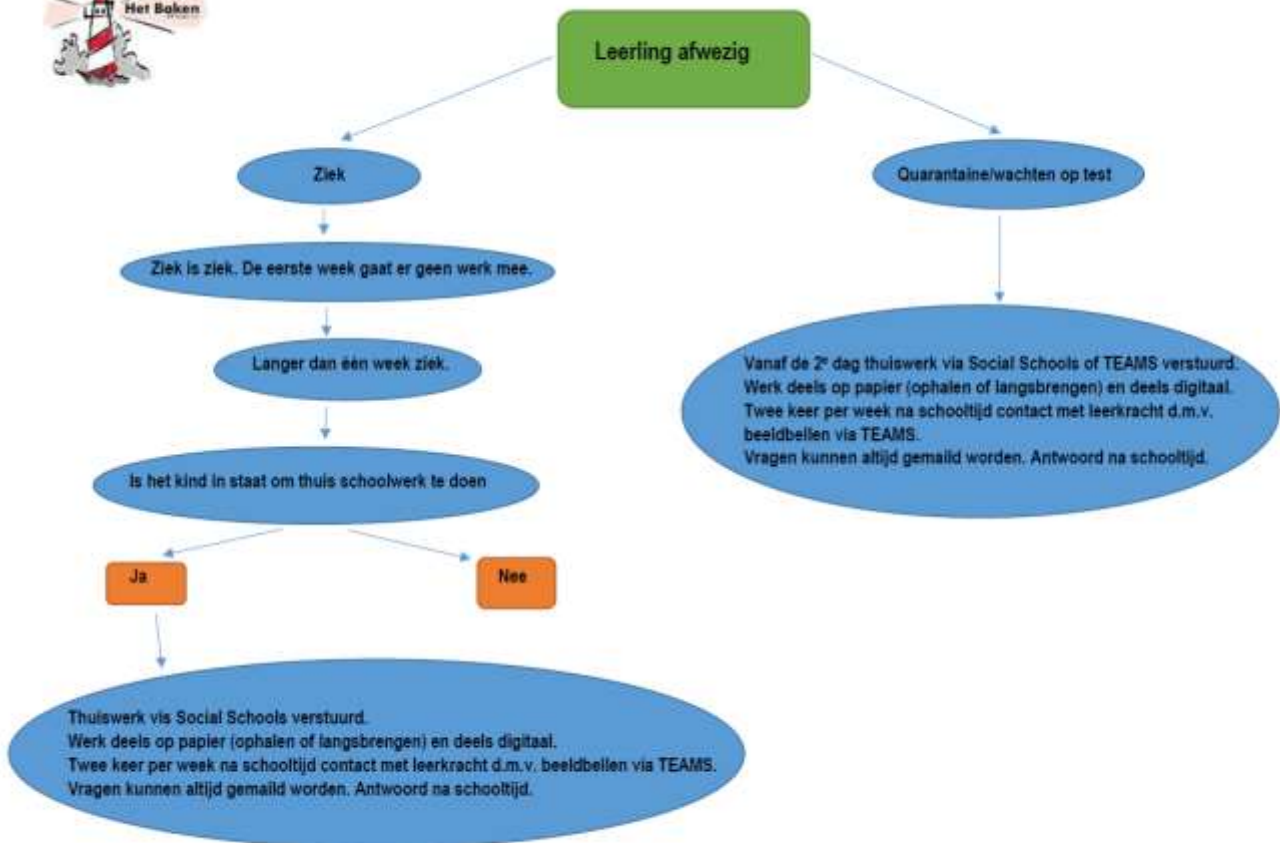 Het Baken
Leerling afwezig
Ziek
Quarantaine/wachten op test
Ziek is ziek. De eerste week gaat er geen werk mee.
Langer dan één week ziek.
Vanaf de 2e dag thuiswerk via Social Schools of TEAMS verstuurd.
Werk deels op papier (ophalen of langsbrengen) en deels digitaal.
Twee keer per week na schooltijd contact met leerkracht d.m.v.
beeldbellen via TEAMS.
Vragen kunnen altijd gemaild worden. Antwoord na schooltijd.
Is het kind in staat om thuis schoolwerk te doen
Ja
Nee
Thuiswerk vis Social Schools verstuurd.
Werk deels op papier (ophalen of langsbrengen) en deels digitaal.
Twee keer per week na schooltijd contact met leerkracht d.m.v. beeldbellen via TEAMS.
Vragen kunnen altijd gemaild worden. Antwoord na schooltijd.